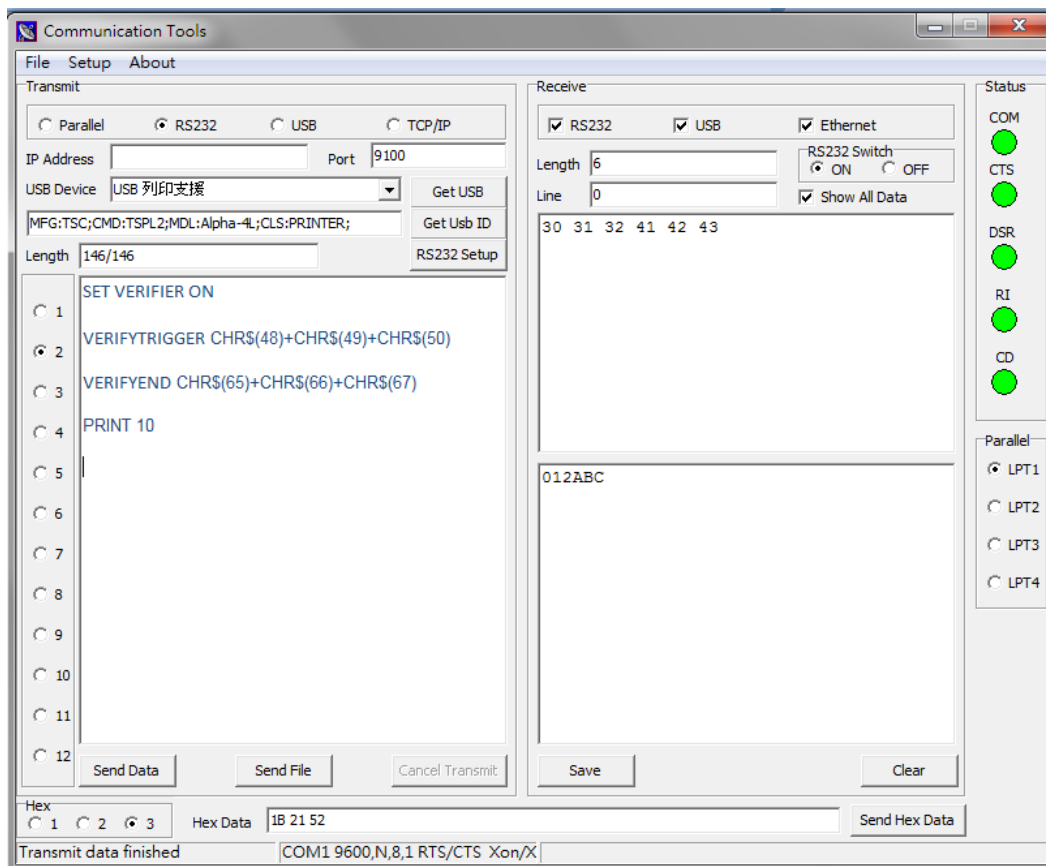 Communication Tools
File Setup About
Transmit
Parallel RS232 USB TCP/IP
IP Address Port 9100
USB Device USB 列印支援 Get USB
MFG:TSC;CMD:TSPL2;MDL:Alpha-4L;CLS:PRINTER; Get Usb ID
Length 146/146 RS232 Setup
1
2
3
4
5
6
7
8
9
10
11
12
SET VERIFIER ON
VERIFYTRIGGER CHR$(48)+CHR$(49)+CHR$(50)
VERIFYEND CHR$(65)+CHR$(66)+CHR$(67)
PRINT 10
Send Data Send File Cancel Transmit
Receive
RS232 USB Ethernet
Length 6
RS232 Switch
ON OFF
Line 0
Show All Data
30 31 32 41 42 43
012ABC
Save Clear
Status
COM
CTS
DSR
RI
CD
Parallel
LPT1
LPT2
LPT3
LPT4
Hex
1 2 3 Hex Data 1B 21 52 Send Hex Data
Transmit data finished COM1 9600,N,8,1 RTS/CTS Xon/X